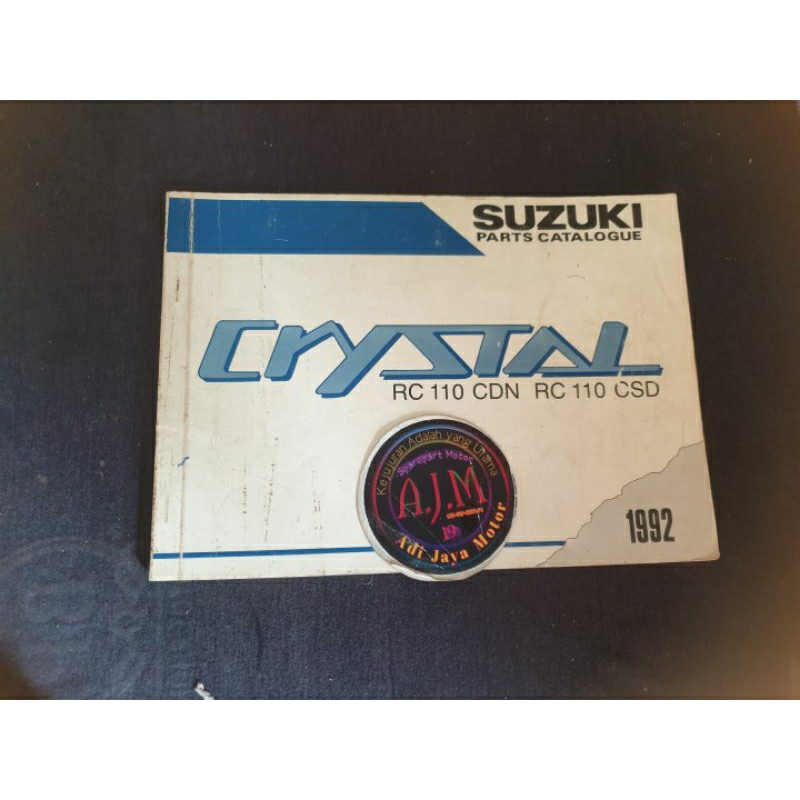 SUZUKI
PARTS CATALOGUE
CRYSTAL
RC 110 CDN RC 110 CSD
Kejujuran Adalah yang Utama
Sparepart Motor
A.J.M
19
Adt Jaya Motor
1992